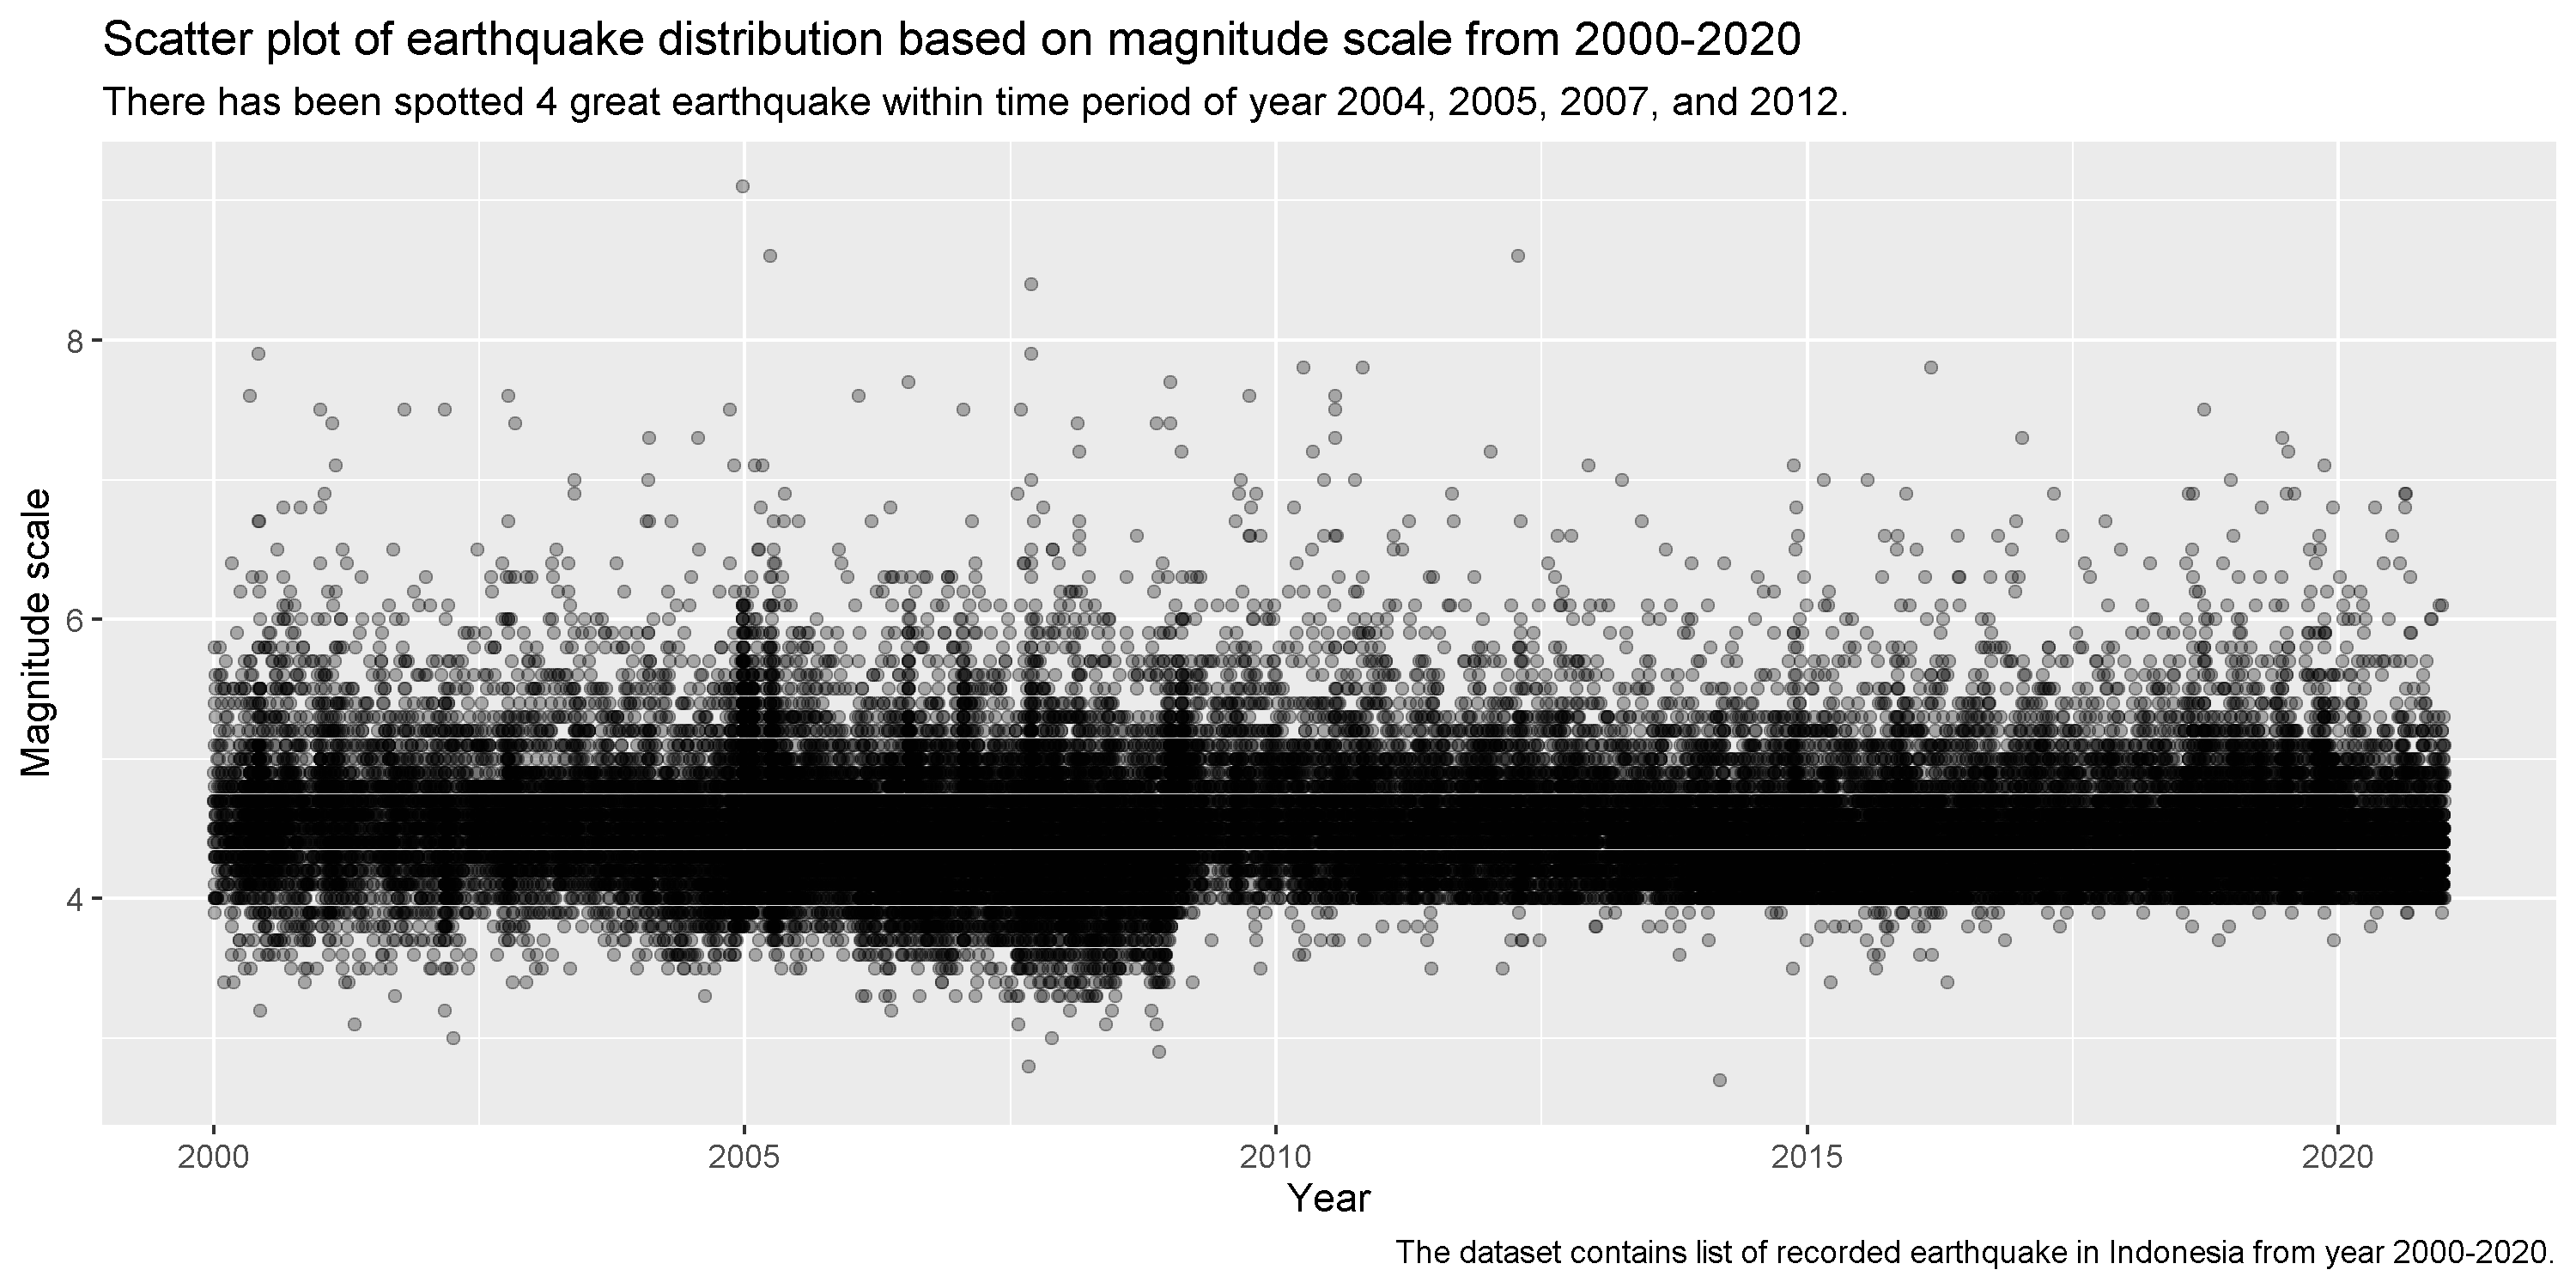 Scatter plot of earthquake distribution based on magnitude scale from 2000-2020
There has been spotted 4 great earthquake within time period of year 2004, 2005, 2007, and 2012.
Magnitude scale
8
6
4
2000 2005 2010 2015 2020
Year
The dataset contains list of recorded earthquake in Indonesia from year 2000-2020.